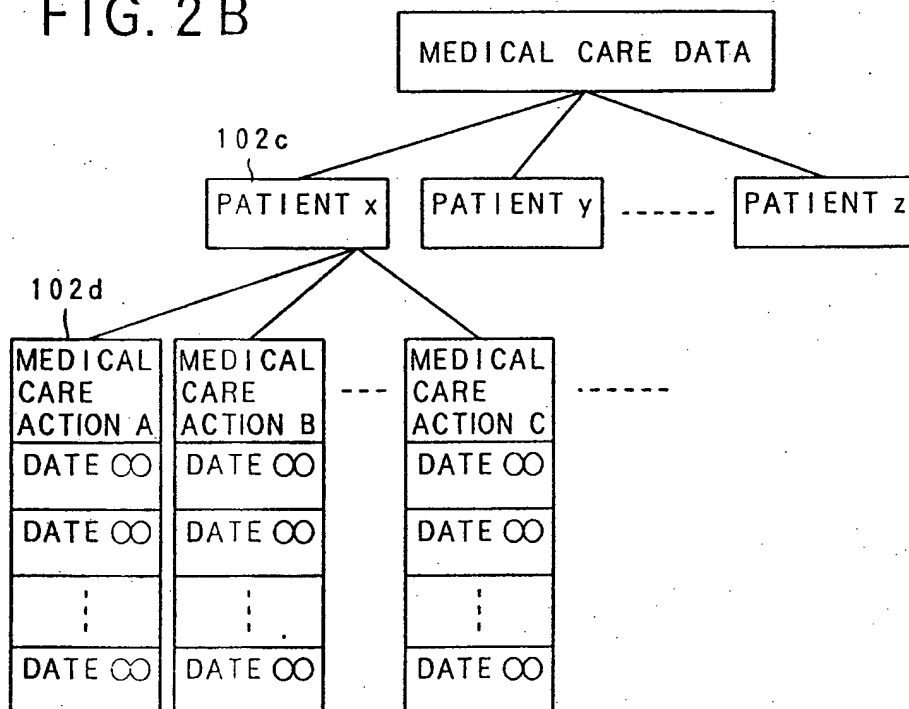 FIG. 2B
MEDICAL CARE DATA
102c
PATIENT x
PATIENT y
PATIENT z
102d
MEDICAL
CARE
ACTION A
MEDICAL
CARE
ACTION B
MEDICAL
CARE
ACTION C
DATE ○○
DATE ○○
DATE ○○
DATE ○○
DATE ○○
DATE ○○
DATE ○○
DATE ○○
DATE ○○